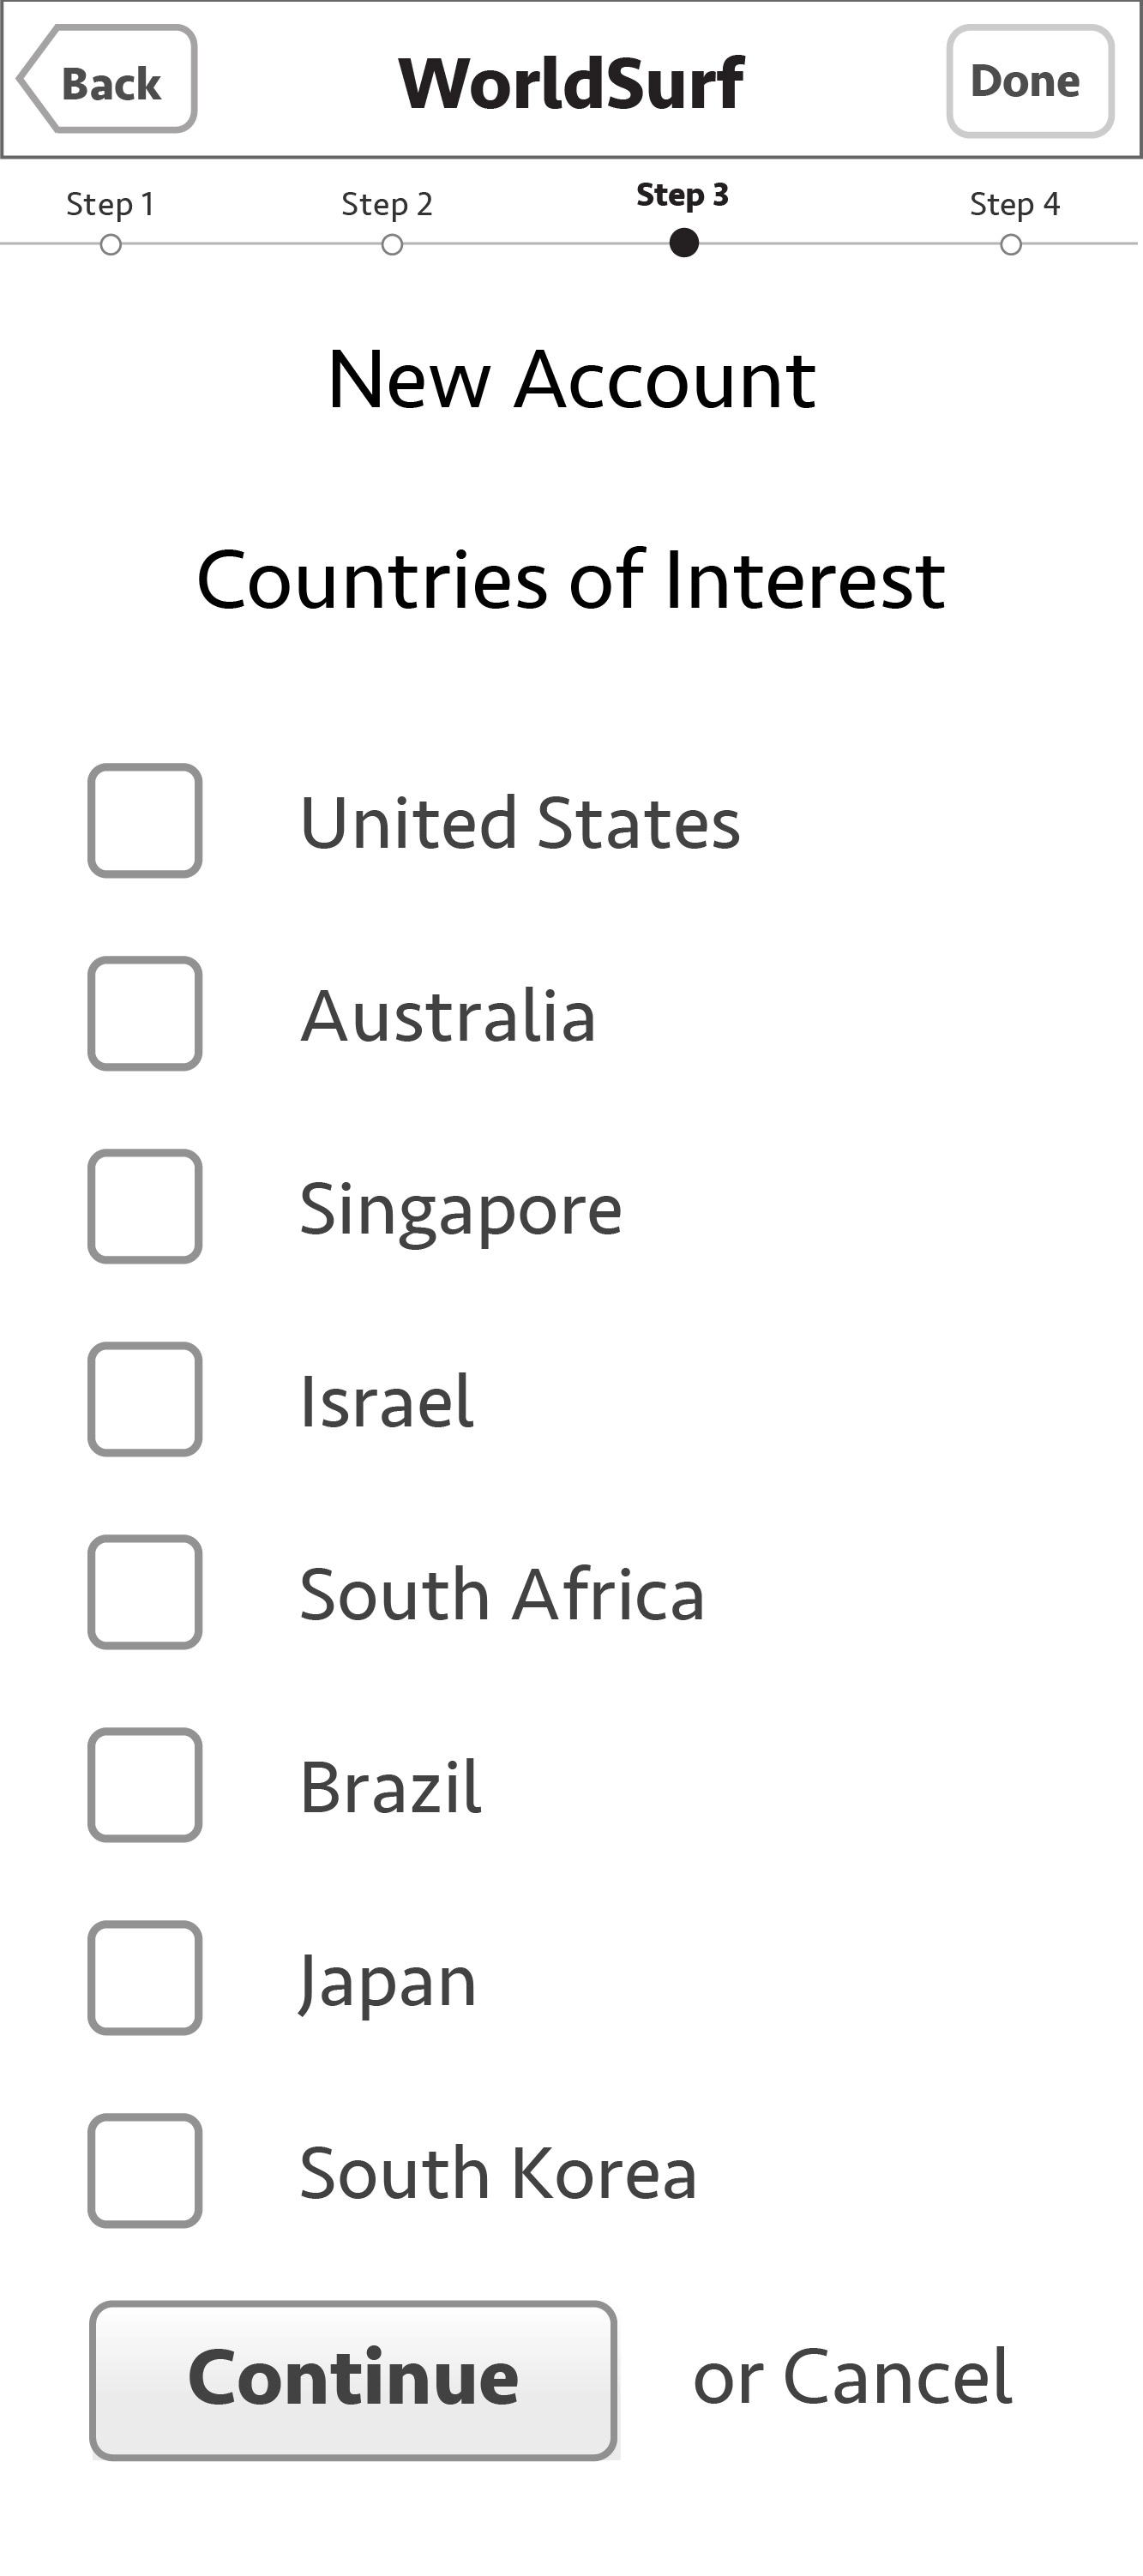 Back WorldSurf Done
Step 1 Step 2 Step 3 Step 4
New Account
Countries of Interest
United States
Australia
Singapore
Israel
South Africa
Brazil
Japan
South Korea
Continue or Cancel